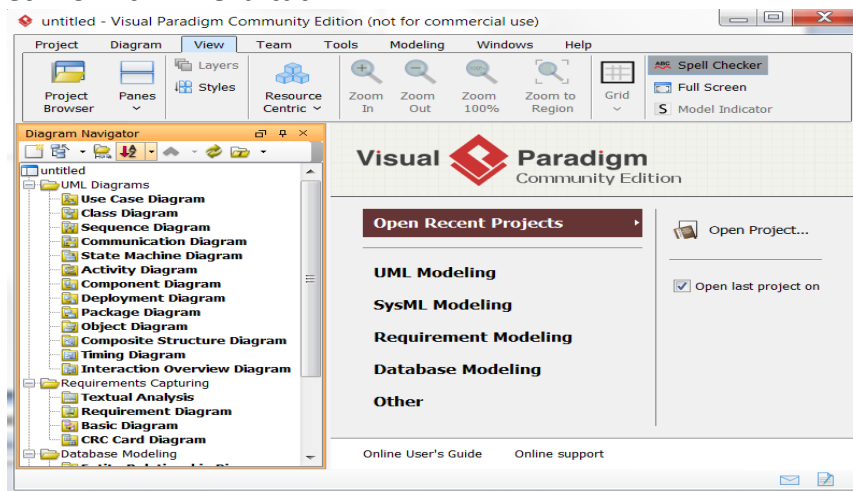 untitled - Visual Paradigm Community Edition (not for commercial use)
Project Diagram View Team Tools Modeling Windows Help
Project Browser
Panes
Layers
Styles
Resource Centric
Zoom In
Zoom Out
Zoom 100%
Zoom to Region
Grid
ABC Spell Checker
Full Screen
S Model Indicator
Diagram Navigator
untitled
UML Diagrams
Use Case Diagram
Class Diagram
Sequence Diagram
Communication Diagram
State Machine Diagram
Activity Diagram
Component Diagram
Deployment Diagram
Package Diagram
Object Diagram
Composite Structure Diagram
Timing Diagram
Interaction Overview Diagram
Requirements Capturing
Textual Analysis
Requirement Diagram
Basic Diagram
CRC Card Diagram
Database Modeling
Visual Paradigm
Community Edition
Open Recent Projects
UML Modeling
SysML Modeling
Requirement Modeling
Database Modeling
Other
Open Project...
Open last project on
Online User's Guide Online support